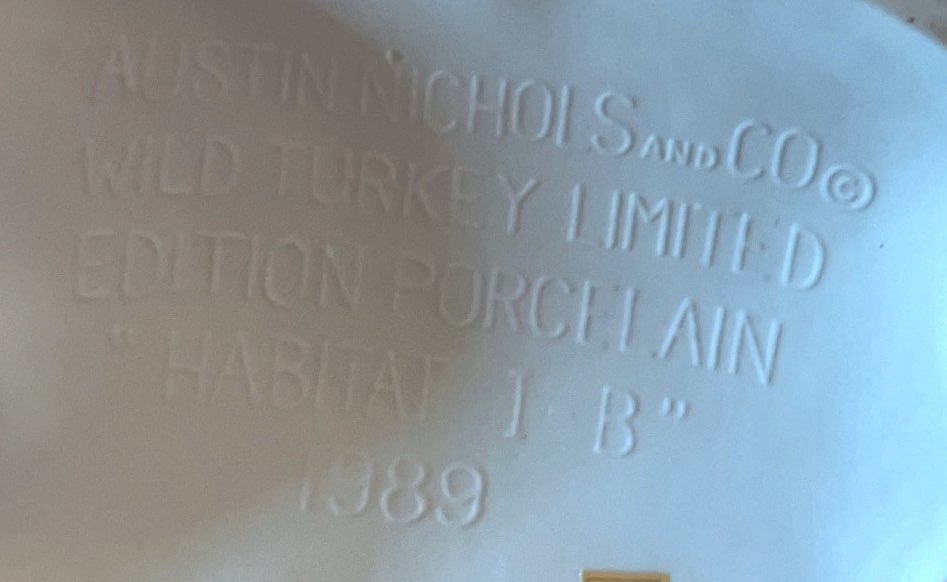 AUSTIN NICHOLS AND CO©
WILD TURKEY LIMITED
EDITION PORCELAIN
"HABITAT I-B"
1989